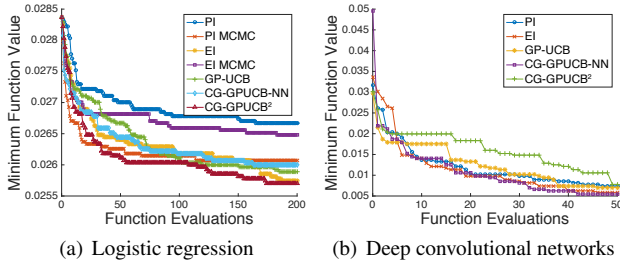 Minimum Function Value
0.0285
0.028
0.0275
0.027
0.0265
0.026
0.0255
0 50 100 150 200
Function Evaluations
PI
PI MCMC
EI
EI MCMC
GP-UCB
CG-GPUCB-NN
CG-GPUCB²
(a) Logistic regression
Minimum Function Value
0.05
0.045
0.04
0.035
0.03
0.025
0.02
0.015
0.01
0.005
0 10 20 30 40 50
Function Evaluations
PI
EI
GP-UCB
CG-GPUCB-NN
CG-GPUCB²
(b) Deep convolutional networks